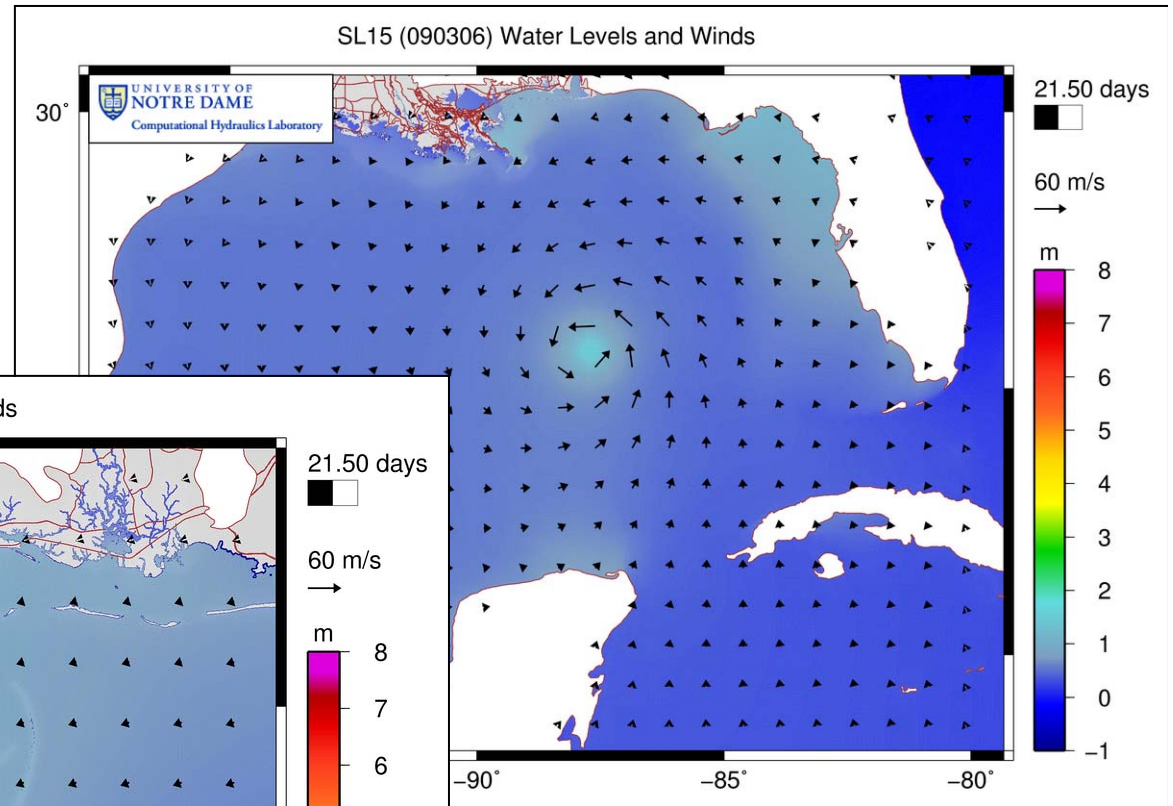 SL15 (090306) Water Levels and Winds
UNIVERSITY OF
NOTRE DAME
Computational Hydraulics Laboratory
30°
21.50 days
60 m/s
m
8
7
6
5
4
3
2
1
0
−1
−90°
−85°
−80°
ds
21.50 days
60 m/s
m
8
7
6